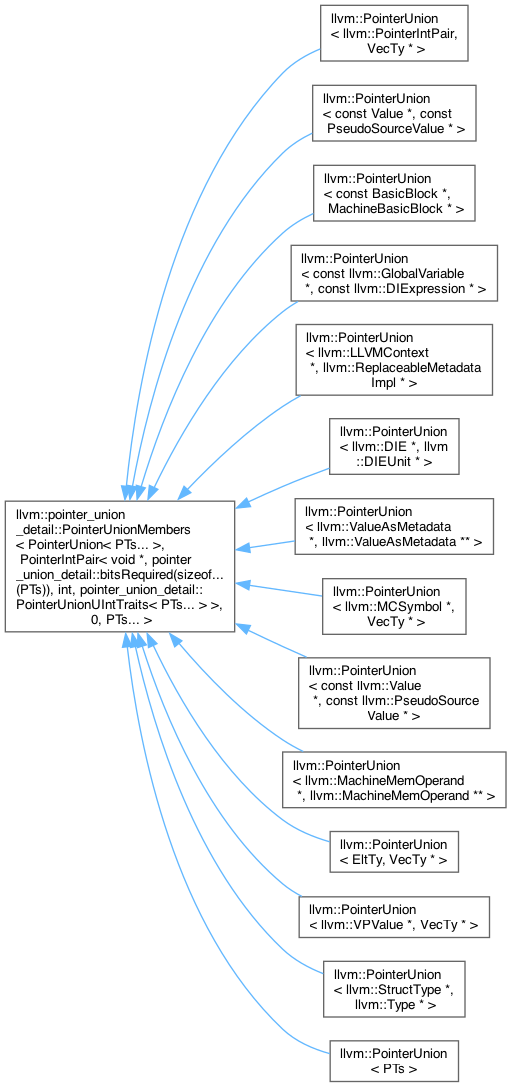 llvm::PointerUnion
< llvm::PointerIntPair,
VecTy * >
llvm::PointerUnion
< const Value *, const
PseudoSourceValue * >
llvm::PointerUnion
< const BasicBlock *,
MachineBasicBlock * >
llvm::PointerUnion
< const llvm::GlobalVariable
*, const llvm::DIExpression * >
llvm::PointerUnion
< llvm::LLVMContext
*, llvm::ReplaceableMetadata
Impl * >
llvm::PointerUnion
< llvm::DIE *, llvm
::DIEUnit * >
llvm::pointer_union
_detail::PointerUnionMembers
< PointerUnion< PTs... >,
PointerIntPair< void *, pointer
_union_detail::bitsRequired(sizeof...
(PTs)), int, pointer_union_detail::
PointerUnionUIntTraits< PTs... > >,
0, PTs... >
llvm::PointerUnion
< llvm::ValueAsMetadata
*, llvm::ValueAsMetadata ** >
llvm::PointerUnion
< llvm::MCSymbol *,
VecTy * >
llvm::PointerUnion
< const llvm::Value
*, const llvm::PseudoSource
Value * >
llvm::PointerUnion
< llvm::MachineMemOperand
*, llvm::MachineMemOperand ** >
llvm::PointerUnion
< EltTy, VecTy * >
llvm::PointerUnion
< llvm::VPValue *, VecTy * >
llvm::PointerUnion
< llvm::StructType *,
llvm::Type * >
llvm::PointerUnion
< PTs >